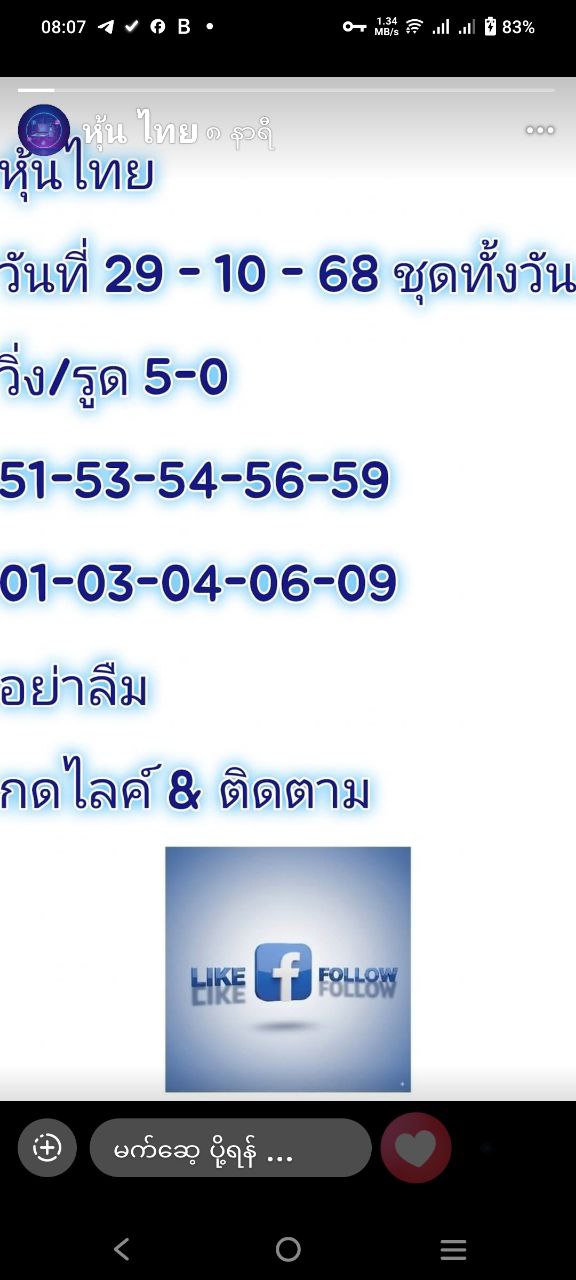 08:07
1.34 MB/s
83%
หุ้น ไทย ၈ နာရီ
หุ้นไทย
วันที่ 29 - 10 - 68 ชุดทั้งวัน
วิ่ง/รูด 5-0
51-53-54-56-59
01-03-04-06-09
อย่าลืม
กดไลค์ & ติดตาม
LIKE f FOLLOW
မက်ဆေ့ ပို့ရန် ...